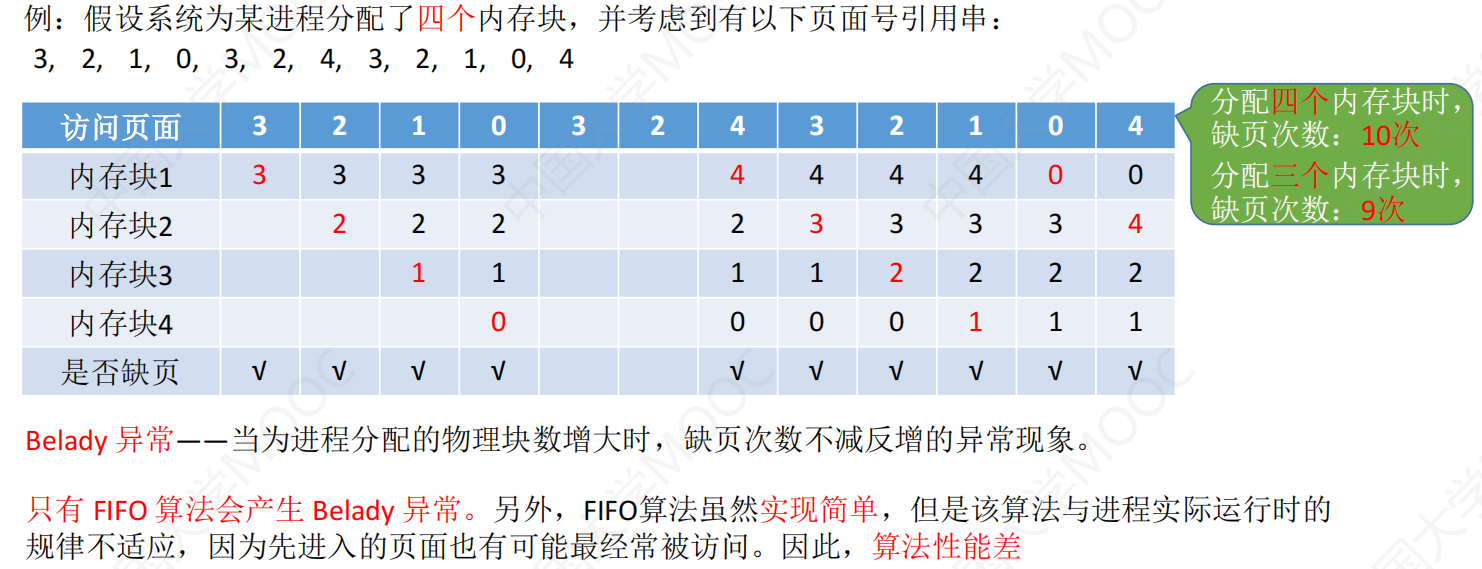 例：假设系统为某进程分配了四个内存块，并考虑到有以下页面号引用串：
3, 2, 1, 0, 3, 2, 4, 3, 2, 1, 0, 4
访问页面 3 2 1 0 3 2 4 3 2 1 0 4
内存块1 3 3 3 3 4 4 4 4 0 0
内存块2 2 2 2 2 3 3 3 3 4
内存块3 1 1 1 1 2 2 2 2
内存块4 0 0 0 0 1 1 1
是否缺页 √ √ √ √ √ √ √ √ √ √
分配四个内存块时，
缺页次数：10次
分配三个内存块时，
缺页次数：9次
Belady 异常——当为进程分配的物理块数增大时，缺页次数不减反增的异常现象。
只有 FIFO 算法会产生 Belady 异常。另外，FIFO算法虽然实现简单，但是该算法与进程实际运行时的
规律不适应，因为先进入的页面也有可能最经常被访问。因此，算法性能差
中国大学MOOC